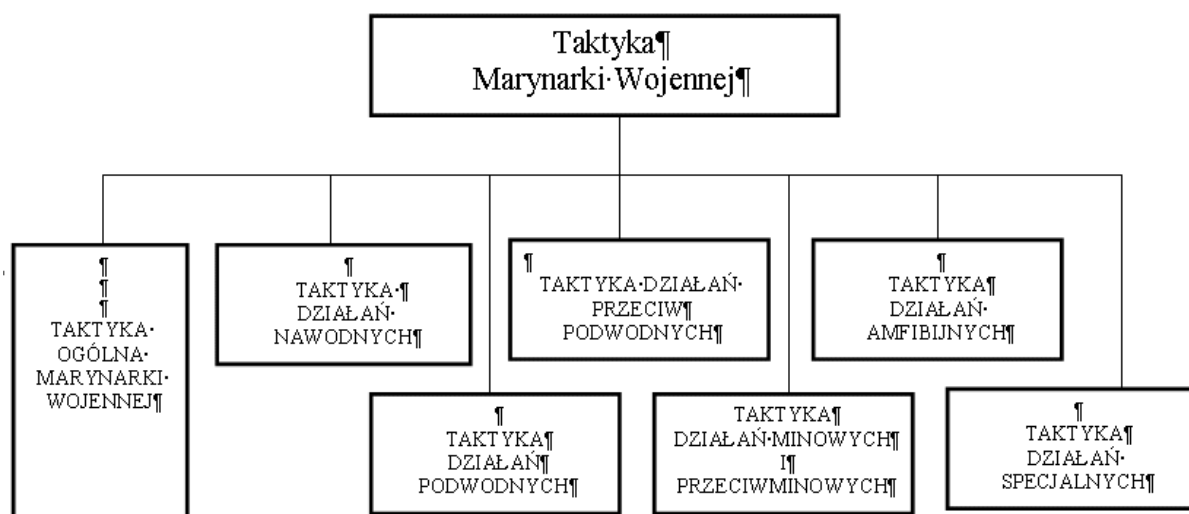 Taktyka¶
Marynarki·Wojennej¶
¶
¶
¶
TAKTYKA·
OGÓLNA·
MARYNARKI·
WOJENNEJ¶
¶
TAKTYKA·¶
DZIAŁAŃ·
NAWODNYCH¶
¶
TAKTYKA·DZIAŁAŃ·
PRZECIW¶
PODWODNYCH¶
¶
TAKTYKA¶
DZIAŁAŃ·
AMFIBIJNYCH¶
¶
TAKTYKA¶
DZIAŁAŃ¶
PODWODNYCH¶
TAKTYKA¶
DZIAŁAŃ·MINOWYCH¶
I¶
PRZECIWMINOWYCH¶
¶
TAKTYKA¶
DZIAŁAŃ·
SPECJALNYCH¶